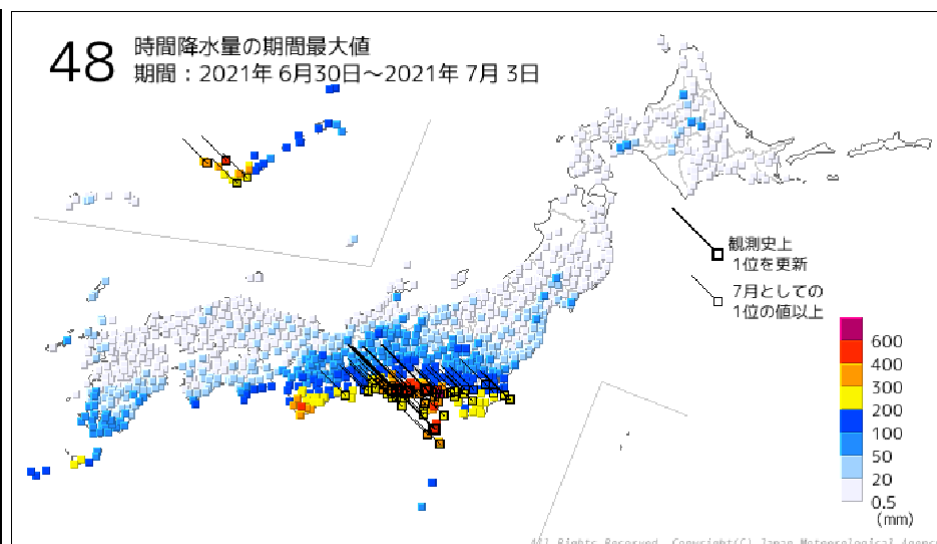 48
時間降水量の期間最大値
期間：2021年 6月30日～2021年 7月 3日
観測史上
1位を更新
7月としての
1位の値以上
600
400
300
200
100
50
20
0.5
(mm)
All Rights Reserved. Copyright(C) Japan Meteorological Agency